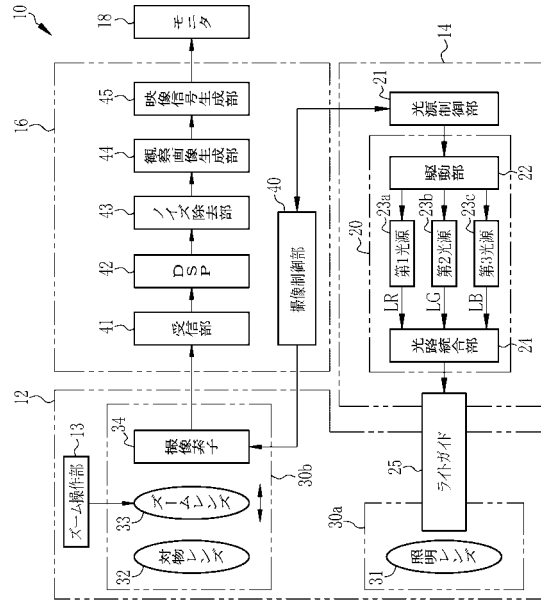 10
12
13
ズーム操作部
32
対物レンズ
33
ズームレンズ
34
撮像素子
30b
16
41
受信部
42
DSP
43
ノイズ除去部
44
観察画像生成部
45
映像信号生成部
18
モニタ
40
撮像制御部
14
21
光源制御部
20
22
駆動部
23a
第1光源
23b
第2光源
23c
第3光源
LR
LG
LB
24
光路統合部
25
ライトガイド
30a
31
照明レンズ